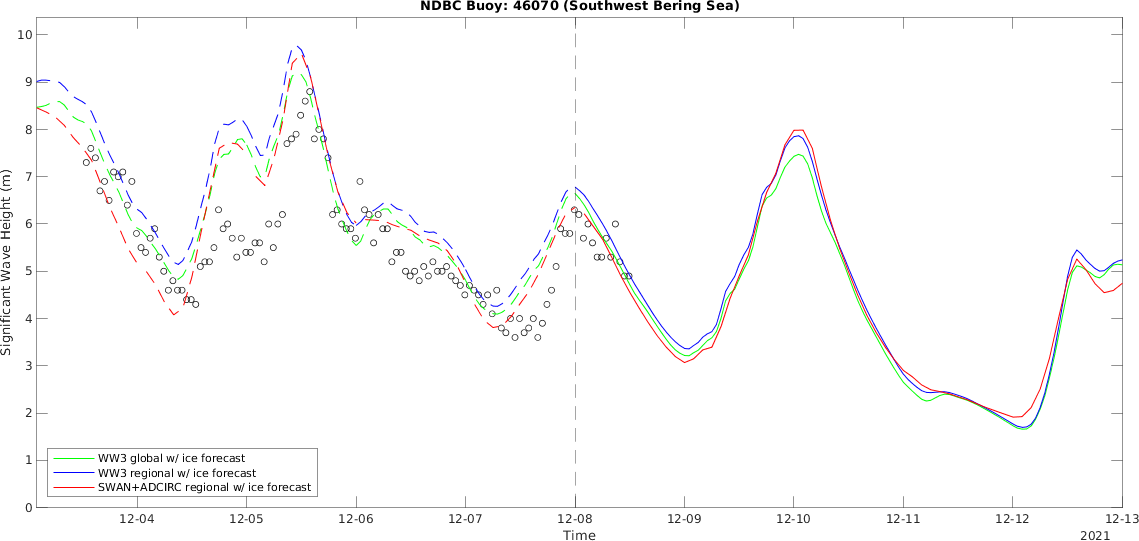 NDBC Buoy: 46070 (Southwest Bering Sea)
Significant Wave Height (m)
10
9
8
7
6
5
4
3
2
1
0
WW3 global w/ ice forecast
WW3 regional w/ ice forecast
SWAN+ADCIRC regional w/ ice forecast
12-04 12-05 12-06 12-07 12-08 12-09 12-10 12-11 12-12 12-13
Time
2021